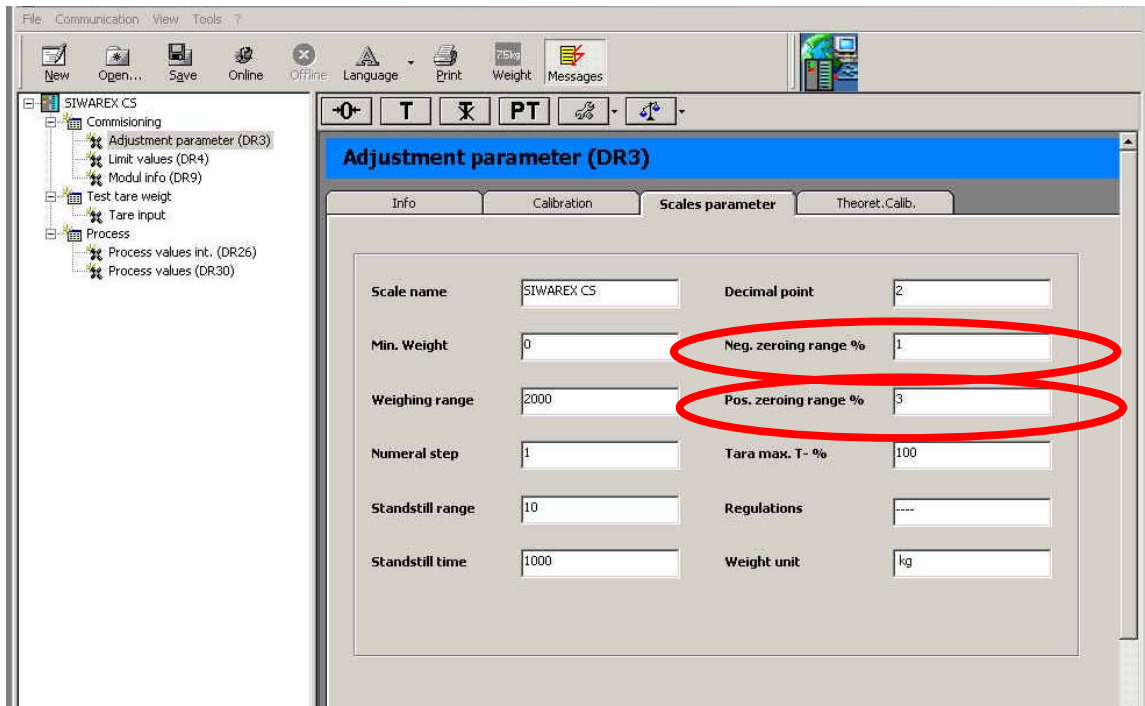 File Communication View Tools ?
New Open... Save Online Offline Language Print 75kg Weight Messages
SIWAREX CS
Commisioning
Adjustment parameter (DR3)
Limit values (DR4)
Modul info (DR9)
Test tare weigt
Tare input
Process
Process values int. (DR26)
Process values (DR30)
→0← T T PT
Adjustment parameter (DR3)
Info Calibration Scales parameter Theoret.Calib.
Scale name SIWAREX CS Decimal point 2
Min. Weight 0 Neg. zeroing range % 1
Weighing range 2000 Pos. zeroing range % 3
Numeral step 1 Tara max. T- % 100
Standstill range 10 Regulations ----
Standstill time 1000 Weight unit kg